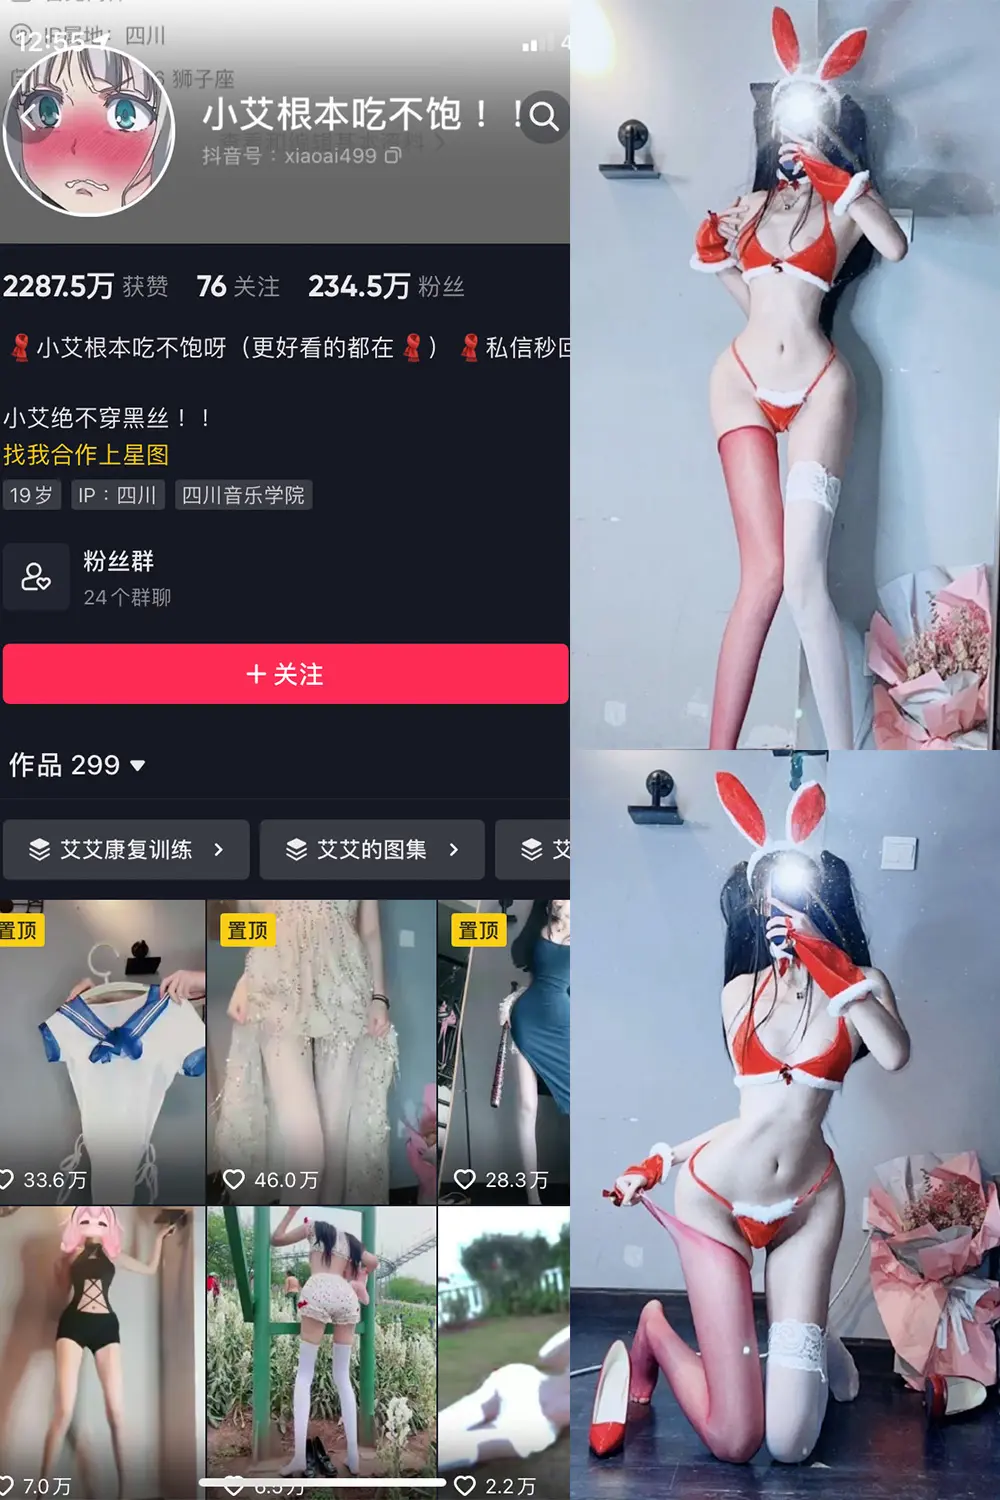 IP属地：四川
12:55
4
狮子座
小艾根本吃不饱！！
抖音号：xiaoai499
2287.5万 获赞 76 关注 234.5万 粉丝
小艾根本吃不饱呀（更好看的都在 ） 私信秒回
小艾绝不穿黑丝！！
找我合作上星图
19岁 IP：四川 四川音乐学院
粉丝群
24个群聊
+ 关注
作品 299
艾艾康复训练 艾艾的图集 艾
置顶 置顶 置顶
33.6万 46.0万 28.3万
7.0万 6.5万 2.2万